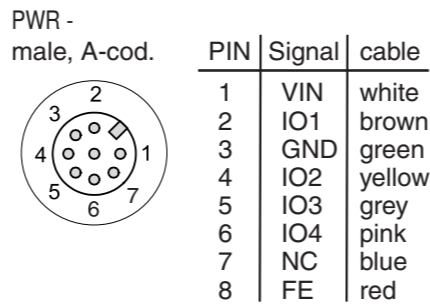 PWR -
male, A-cod.
2
3
4
1
5
6
7
PIN Signal cable
1 VIN white
2 IO1 brown
3 GND green
4 IO2 yellow
5 IO3 grey
6 IO4 pink
7 NC blue
8 FE red